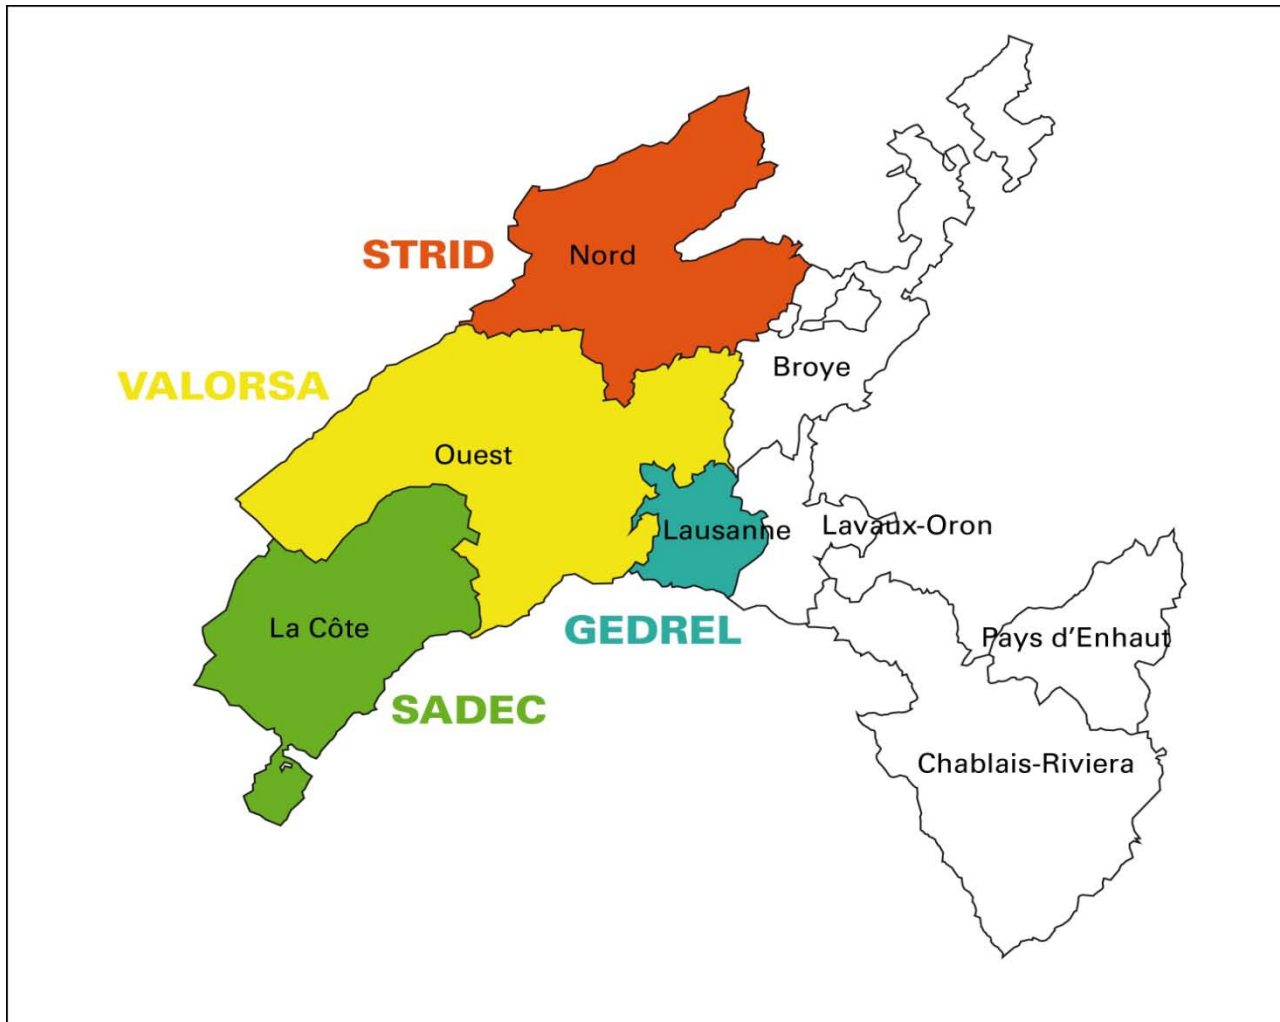 STRID
Nord
VALORSA
Broye
Ouest
Lausanne
Lavaux-Oron
La Côte
GEDREL
Pays d'Enhaut
SADEC
Chablais-Riviera